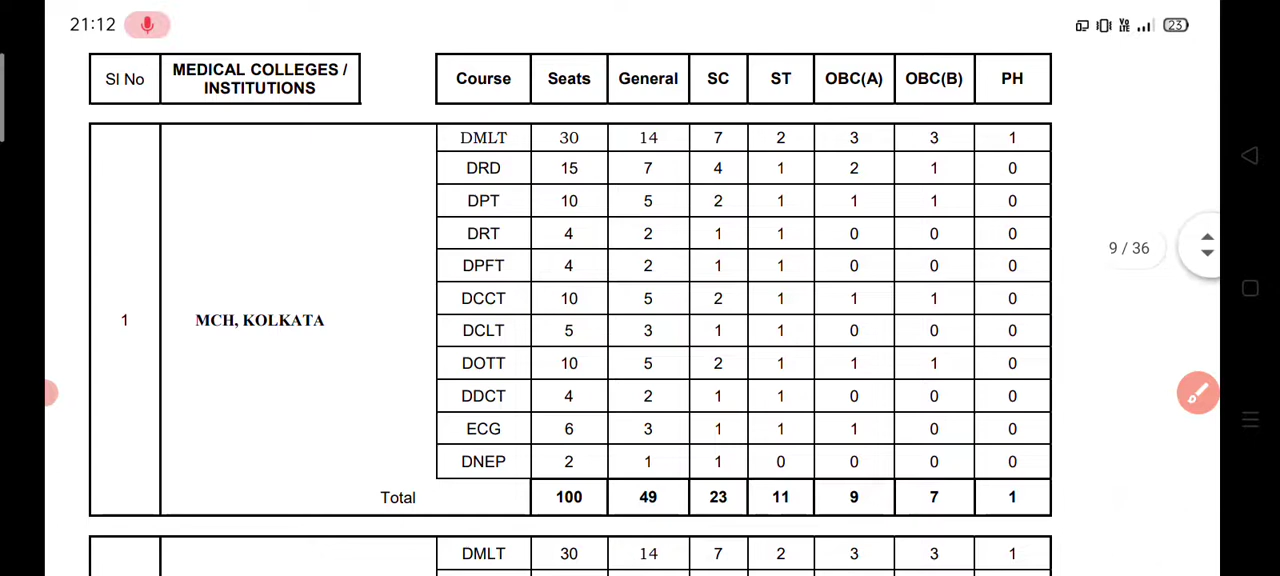 21:12
VO LTE 23
Sl No MEDICAL COLLEGES / INSTITUTIONS Course Seats General SC ST OBC(A) OBC(B) PH
DMLT 30 14 7 2 3 3 1
DRD 15 7 4 1 2 1 0
DPT 10 5 2 1 1 1 0
DRT 4 2 1 1 0 0 0
DPFT 4 2 1 1 0 0 0
DCCT 10 5 2 1 1 1 0
1 MCH, KOLKATA
DCLT 5 3 1 1 0 0 0
DOTT 10 5 2 1 1 1 0
DDCT 4 2 1 1 0 0 0
ECG 6 3 1 1 1 0 0
DNEP 2 1 1 0 0 0 0
Total 100 49 23 11 9 7 1
DMLT 30 14 7 2 3 3 1
9 / 36